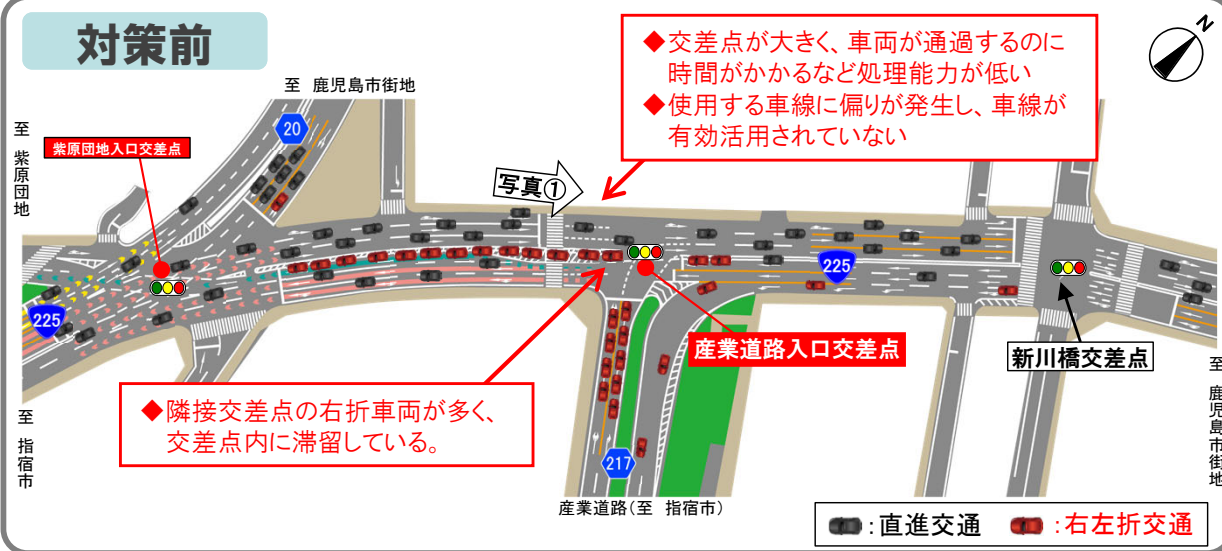 対策前
◆交差点が大きく、車両が通過するのに
時間がかかるなど処理能力が低い
◆使用する車線に偏りが発生し、車線が
有効活用されていない
N
至 鹿児島市街地
至 紫原団地
紫原団地入口交差点
20
写真①
225
225
産業道路入口交差点
新川橋交差点
至 鹿児島市街地
至 指宿市
◆隣接交差点の右折車両が多く、
交差点内に滞留している。
217
産業道路(至 指宿市)
:直進交通
:右左折交通